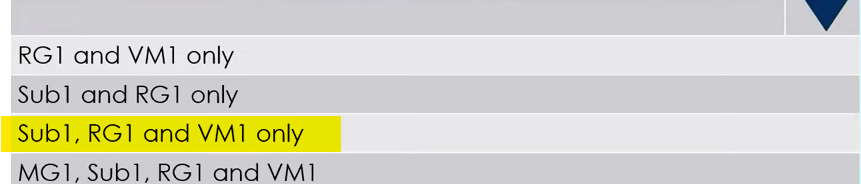 RG1 and VM1 only
Sub1 and RG1 only
Sub1, RG1 and VM1 only
MG1, Sub1, RG1 and VM1